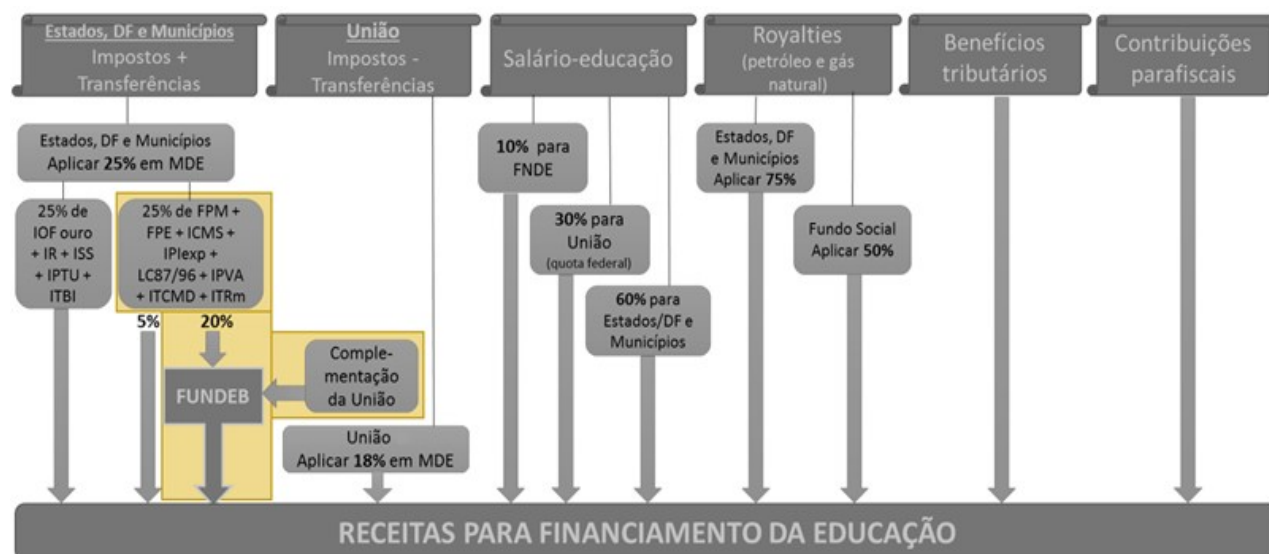 Estados, DF e Municípios
Impostos +
Transferências
União
Impostos -
Transferências
Salário-educação
Royalties
(petróleo e gás
natural)
Benefícios
tributários
Contribuições
parafiscais
Estados, DF e Municípios
Aplicar 25% em MDE
25% de
IOF ouro
+ IR + ISS
+ IPTU +
ITBI
25% de FPM +
FPE + ICMS +
IPIexp +
LC87/96 + IPVA
+ ITCMD + ITRm
5%
20%
FUNDEB
Comple-
mentação
da União
União
Aplicar 18% em MDE
10% para
FNDE
30% para
União
(quota federal)
60% para
Estados/DF e
Municípios
Estados, DF
e Municípios
Aplicar 75%
Fundo Social
Aplicar 50%
RECEITAS PARA FINANCIAMENTO DA EDUCAÇÃO